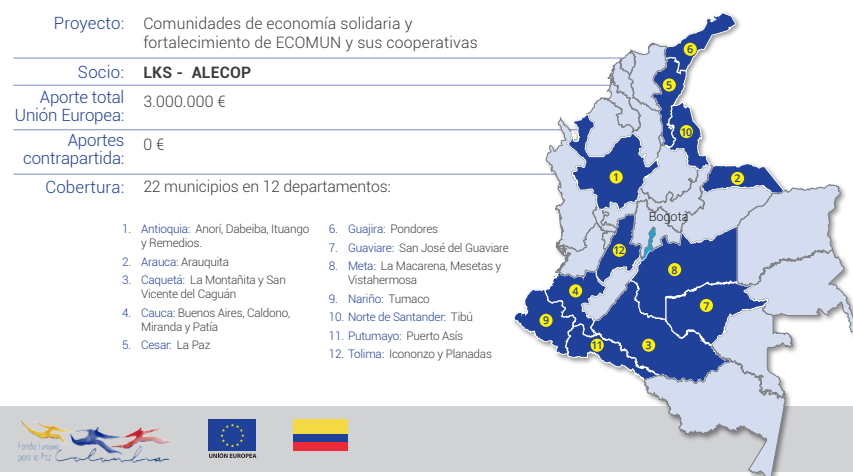 Proyecto: Comunidades de economía solidaria y
fortalecimiento de ECOMUN y sus cooperativas
Socio: LKS - ALECOP
Aporte total
Unión Europea: 3.000.000 €
Aportes
contrapartida: 0 €
Cobertura: 22 municipios en 12 departamentos:
1. Antioquia: Anorí, Dabeiba, Ituango
y Remedios.
2. Arauca: Arauquita
3. Caquetá: La Montañita y San
Vicente del Caguán
4. Cauca: Buenos Aires, Caldono,
Miranda y Patía
5. Cesar: La Paz
6. Guajira: Pondores
7. Guaviare: San José del Guaviare
8. Meta: La Macarena, Mesetas y
Vistahermosa
9. Nariño: Tumaco
10. Norte de Santander: Tibú
11. Putumayo: Puerto Asís
12. Tolima: Icononzo y Planadas
6
5
10
1
2
Bogotá
12
8
4
7
9
11
3
Fondo Europeo
para la Paz
Colombia
UNIÓN EUROPEA